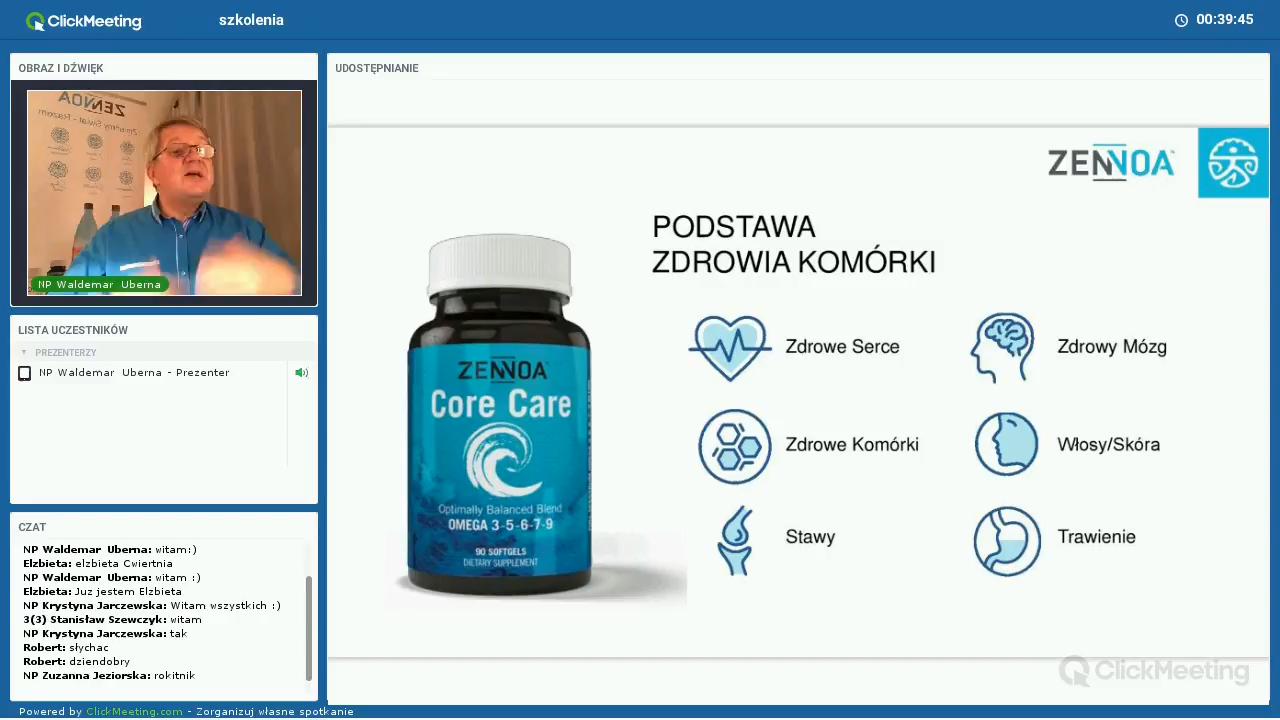 ClickMeeting
szkolenia
00:39:45
OBRAZ I DŹWIĘK
ZENNOA
Zmieniamy Świat - Razem
NP Waldemar Uberna
LISTA UCZESTNIKÓW
PREZENTERZY
NP Waldemar Uberna - Prezenter
CZAT
NP Waldemar Uberna: witam:)
Elzbieta: elzbieta Cwiertnia
NP Waldemar Uberna: witam :)
Elzbieta: Juz jestem Elzbieta
NP Krystyna Jarczewska: Witam wszystkich :)
3(3) Stanisław Szewczyk: witam
NP Krystyna Jarczewska: tak
Robert: słychac
Robert: dziendobry
NP Zuzanna Jeziorska: rokitnik
UDOSTĘPNIANIE
ZENNOA™
PODSTAWA
ZDROWIA KOMÓRKI
Zdrowe Serce
Zdrowy Mózg
Zdrowe Komórki
Włosy/Skóra
Stawy
Trawienie
ZENNOA
Core Care
Optimally Balanced Blend
OMEGA 3-5-6-7-9
90 SOFTGELS
DIETARY SUPPLEMENT
ClickMeeting
Powered by ClickMeeting.com - Zorganizuj własne spotkanie